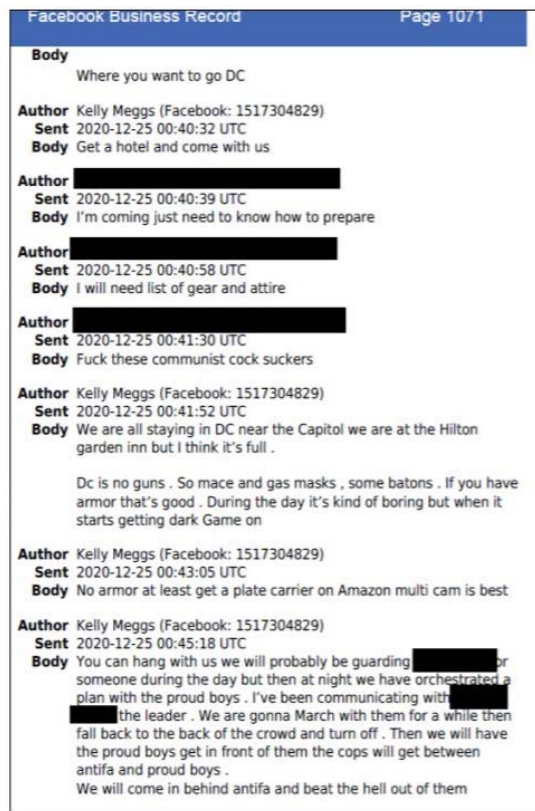 Facebook Business Record Page 1071
Body
Where you want to go DC
Author Kelly Meggs (Facebook: 1517304829)
Sent 2020-12-25 00:40:32 UTC
Body Get a hotel and come with us
Author
Sent 2020-12-25 00:40:39 UTC
Body I'm coming just need to know how to prepare
Author
Sent 2020-12-25 00:40:58 UTC
Body I will need list of gear and attire
Author
Sent 2020-12-25 00:41:30 UTC
Body Fuck these communist cock suckers
Author Kelly Meggs (Facebook: 1517304829)
Sent 2020-12-25 00:41:52 UTC
Body We are all staying in DC near the Capitol we are at the Hilton
garden inn but I think it's full .
Dc is no guns . So mace and gas masks , some batons . If you have
armor that's good . During the day it's kind of boring but when it
starts getting dark Game on
Author Kelly Meggs (Facebook: 1517304829)
Sent 2020-12-25 00:43:05 UTC
Body No armor at least get a plate carrier on Amazon multi cam is best
Author Kelly Meggs (Facebook: 1517304829)
Sent 2020-12-25 00:45:18 UTC
Body You can hang with us we will probably be guarding or
someone during the day but then at night we have orchestrated a
plan with the proud boys . I've been communicating with
the leader . We are gonna March with them for a while then
fall back to the back of the crowd and turn off . Then we will have
the proud boys get in front of them the cops will get between
antifa and proud boys .
We will come in behind antifa and beat the hell out of them